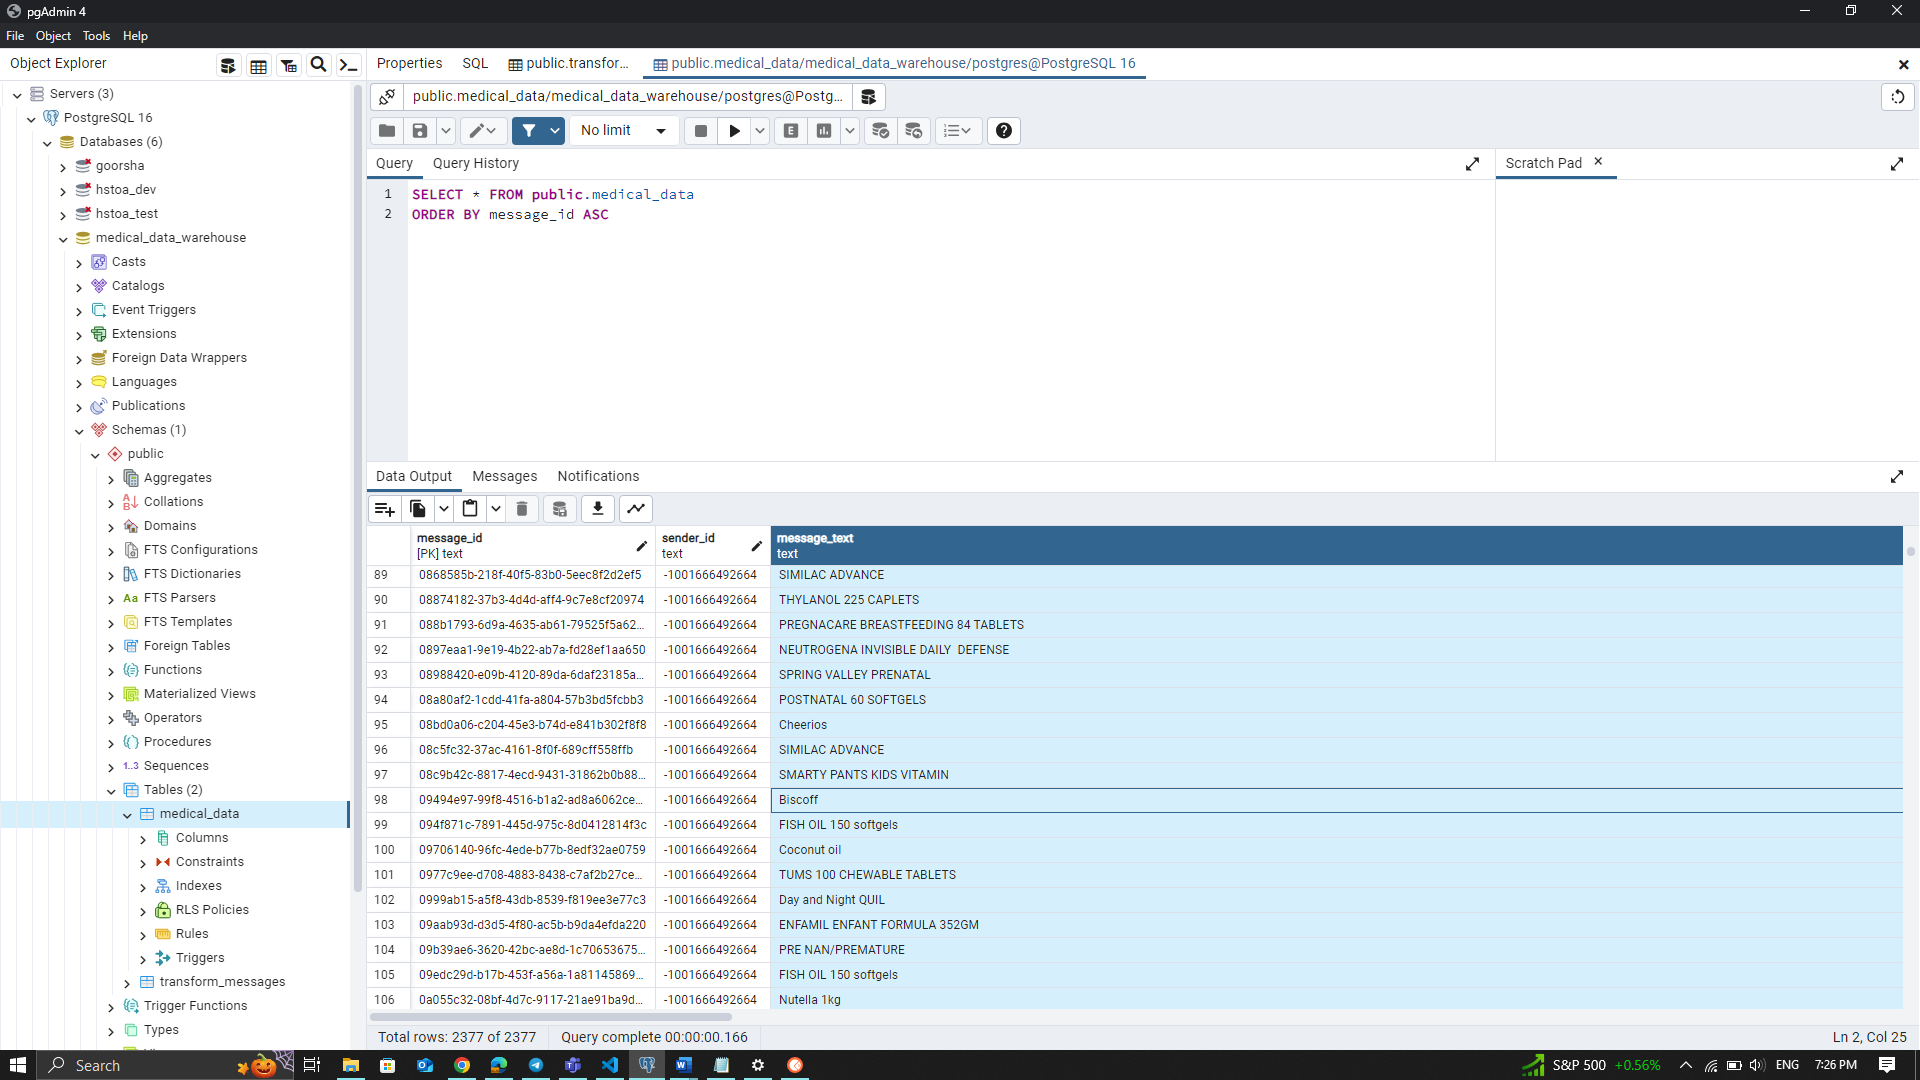 pgAdmin 4
File Object Tools Help
Object Explorer
Properties SQL public.transfor... public.medical_data/medical_data_warehouse/postgres@PostgreSQL 16
public.medical_data/medical_data_warehouse/postgres@Postg...
No limit
Query Query History
Scratch Pad
1 SELECT * FROM public.medical_data
2 ORDER BY message_id ASC
Servers (3)
PostgreSQL 16
Databases (6)
goorsha
hstoa_dev
hstoa_test
medical_data_warehouse
Casts
Catalogs
Event Triggers
Extensions
Foreign Data Wrappers
Languages
Publications
Schemas (1)
public
Aggregates
Collations
Domains
FTS Configurations
FTS Dictionaries
FTS Parsers
FTS Templates
Foreign Tables
Functions
Materialized Views
Operators
Procedures
1..3 Sequences
Tables (2)
medical_data
Columns
Constraints
Indexes
RLS Policies
Rules
Triggers
transform_messages
Trigger Functions
Types
Data Output Messages Notifications
message_id sender_id message_text
[PK] text text text
89 0868585b-218f-40f5-83b0-5eec8f2d2ef5 -1001666492664 SIMILAC ADVANCE
90 08874182-37b3-4d4d-aff4-9c7e8cf20974 -1001666492664 THYLANOL 225 CAPLETS
91 088b1793-6d9a-4635-ab61-79525f5a62... -1001666492664 PREGNACARE BREASTFEEDING 84 TABLETS
92 0897eaa1-9e19-4b22-ab7a-fd28ef1aa650 -1001666492664 NEUTROGENA INVISIBLE DAILY  DEFENSE
93 08988420-e09b-4120-89da-6daf23185a... -1001666492664 SPRING VALLEY PRENATAL
94 08a80af2-1cdd-41fa-a804-57b3bd5fcbb3 -1001666492664 POSTNATAL 60 SOFTGELS
95 08bd0a06-c204-45e3-b74d-e841b302f8f8 -1001666492664 Cheerios
96 08c5fc32-37ac-4161-8f0f-689cff558ffb -1001666492664 SIMILAC ADVANCE
97 08c9b42c-8817-4ecd-9431-31862b0b88... -1001666492664 SMARTY PANTS KIDS VITAMIN
98 09494e97-99f8-4516-b1a2-ad8a6062ce... -1001666492664 Biscoff
99 094f871c-7891-445d-975c-8d0412814f3c -1001666492664 FISH OIL 150 softgels
100 09706140-96fc-4ede-b77b-8edf32ae0759 -1001666492664 Coconut oil
101 0977c9ee-d708-4883-8438-c7af2b27ce... -1001666492664 TUMS 100 CHEWABLE TABLETS
102 0999ab15-a5f8-43db-8539-f819ee3e77c3 -1001666492664 Day and Night QUIL
103 09aab93d-d3d5-4f80-ac5b-b9da4efda220 -1001666492664 ENFAMIL ENFANT FORMULA 352GM
104 09b39ae6-3620-42bc-ae8d-1c70653675... -1001666492664 PRE NAN/PREMATURE
105 09edc29d-b17b-453f-a56a-1a81145869... -1001666492664 FISH OIL 150 softgels
106 0a055c32-08bf-4d7c-9117-21ae91ba9d... -1001666492664 Nutella 1kg
Total rows: 2377 of 2377 Query complete 00:00:00.166 Ln 2, Col 25
Search S&P 500 +0.56% ENG 7:26 PM